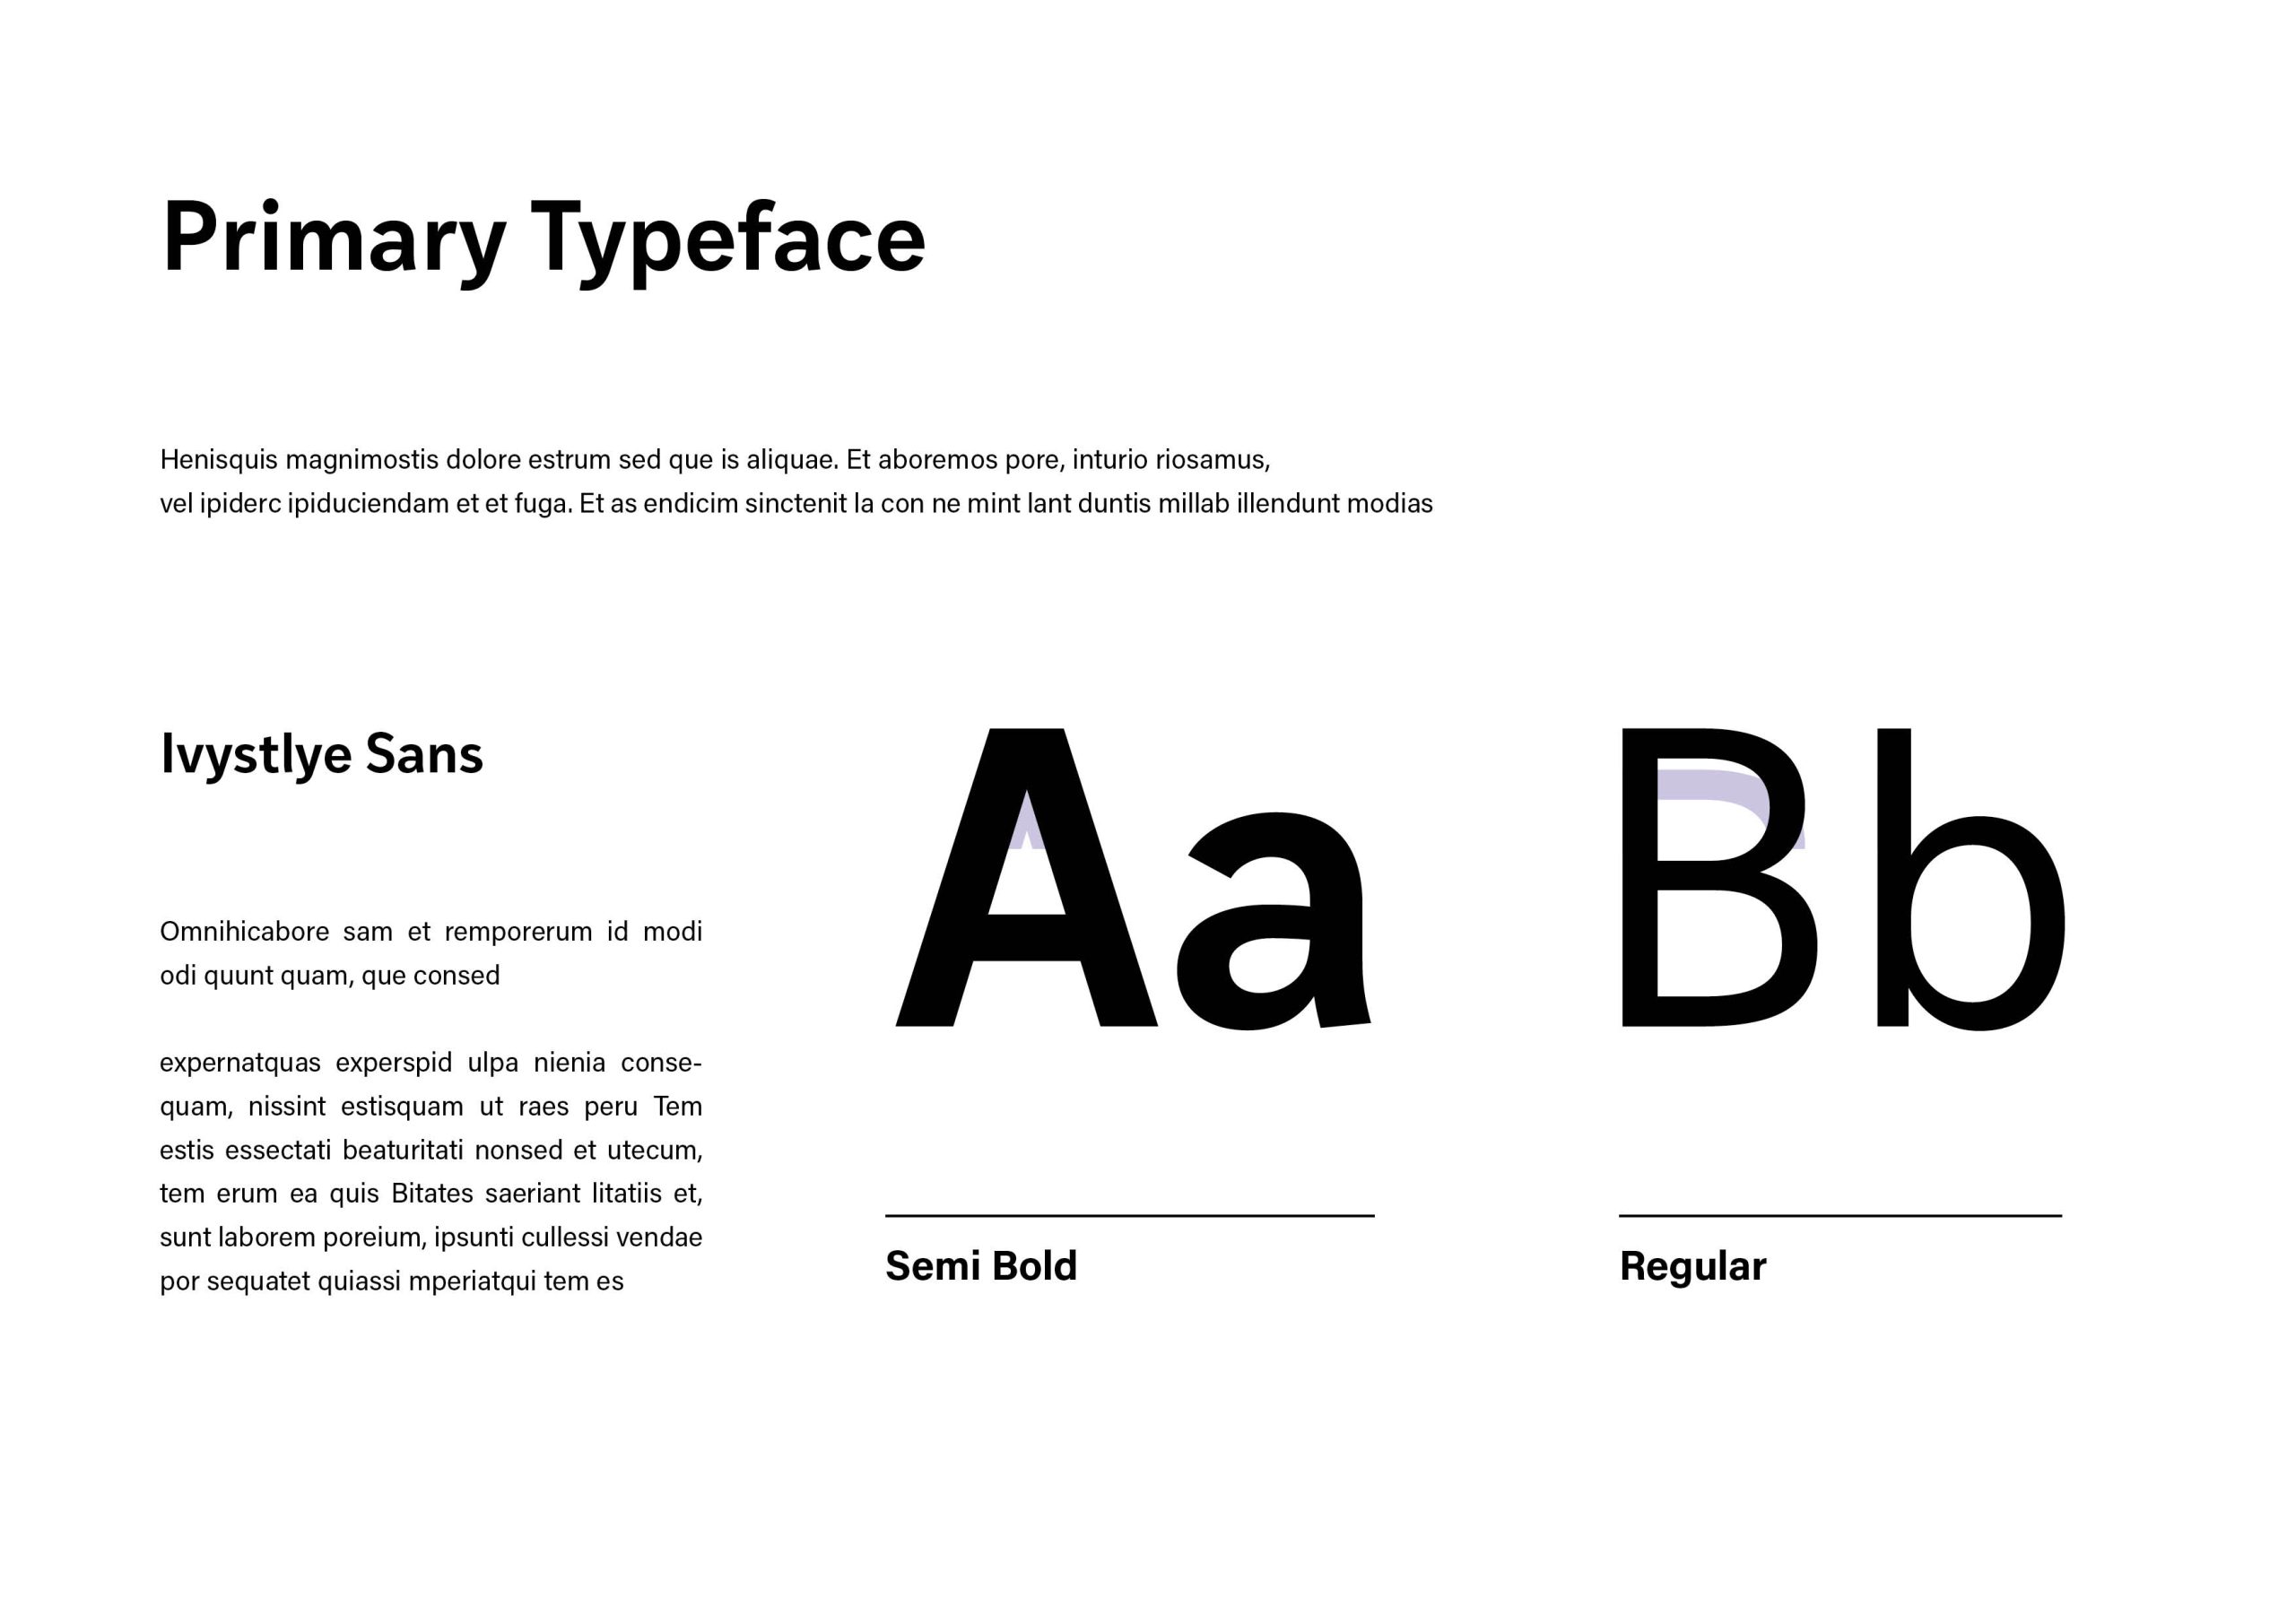 Primary Typeface
Henisquis magnimostis dolore estrum sed que is aliquae. Et aboremos pore, inturio riosamus,
vel ipiderc ipiduciendam et et fuga. Et as endicim sinctenit la con ne mint lant duntis millab illendunt modias
Ivystlye Sans
Omnihicabore sam et remporerum id modi
odi quunt quam, que consed
expernatquas experspid ulpa nienia conse-
quam, nissint estisquam ut raes peru Tem
estis essectati beaturitati nonsed et utecum,
tem erum ea quis Bitates saeriant litatiis et,
sunt laborem poreium, ipsunti cullessi vendae
por sequatet quiassi mperiatqui tem es
Aa
Semi Bold
Bb
Regular